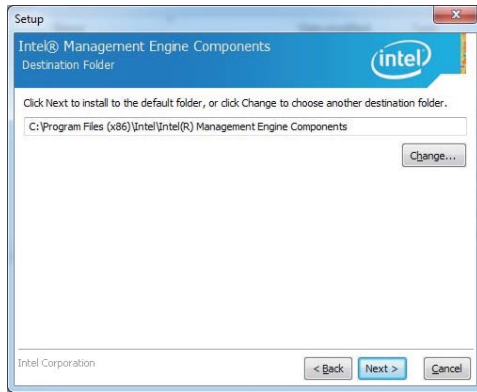 Setup
Intel® Management Engine Components
Destination Folder
intel
Click Next to install to the default folder, or click Change to choose another destination folder.
C:\Program Files (x86)\Intel\Intel(R) Management Engine Components
Change...
Intel Corporation
< Back
Next >
Cancel